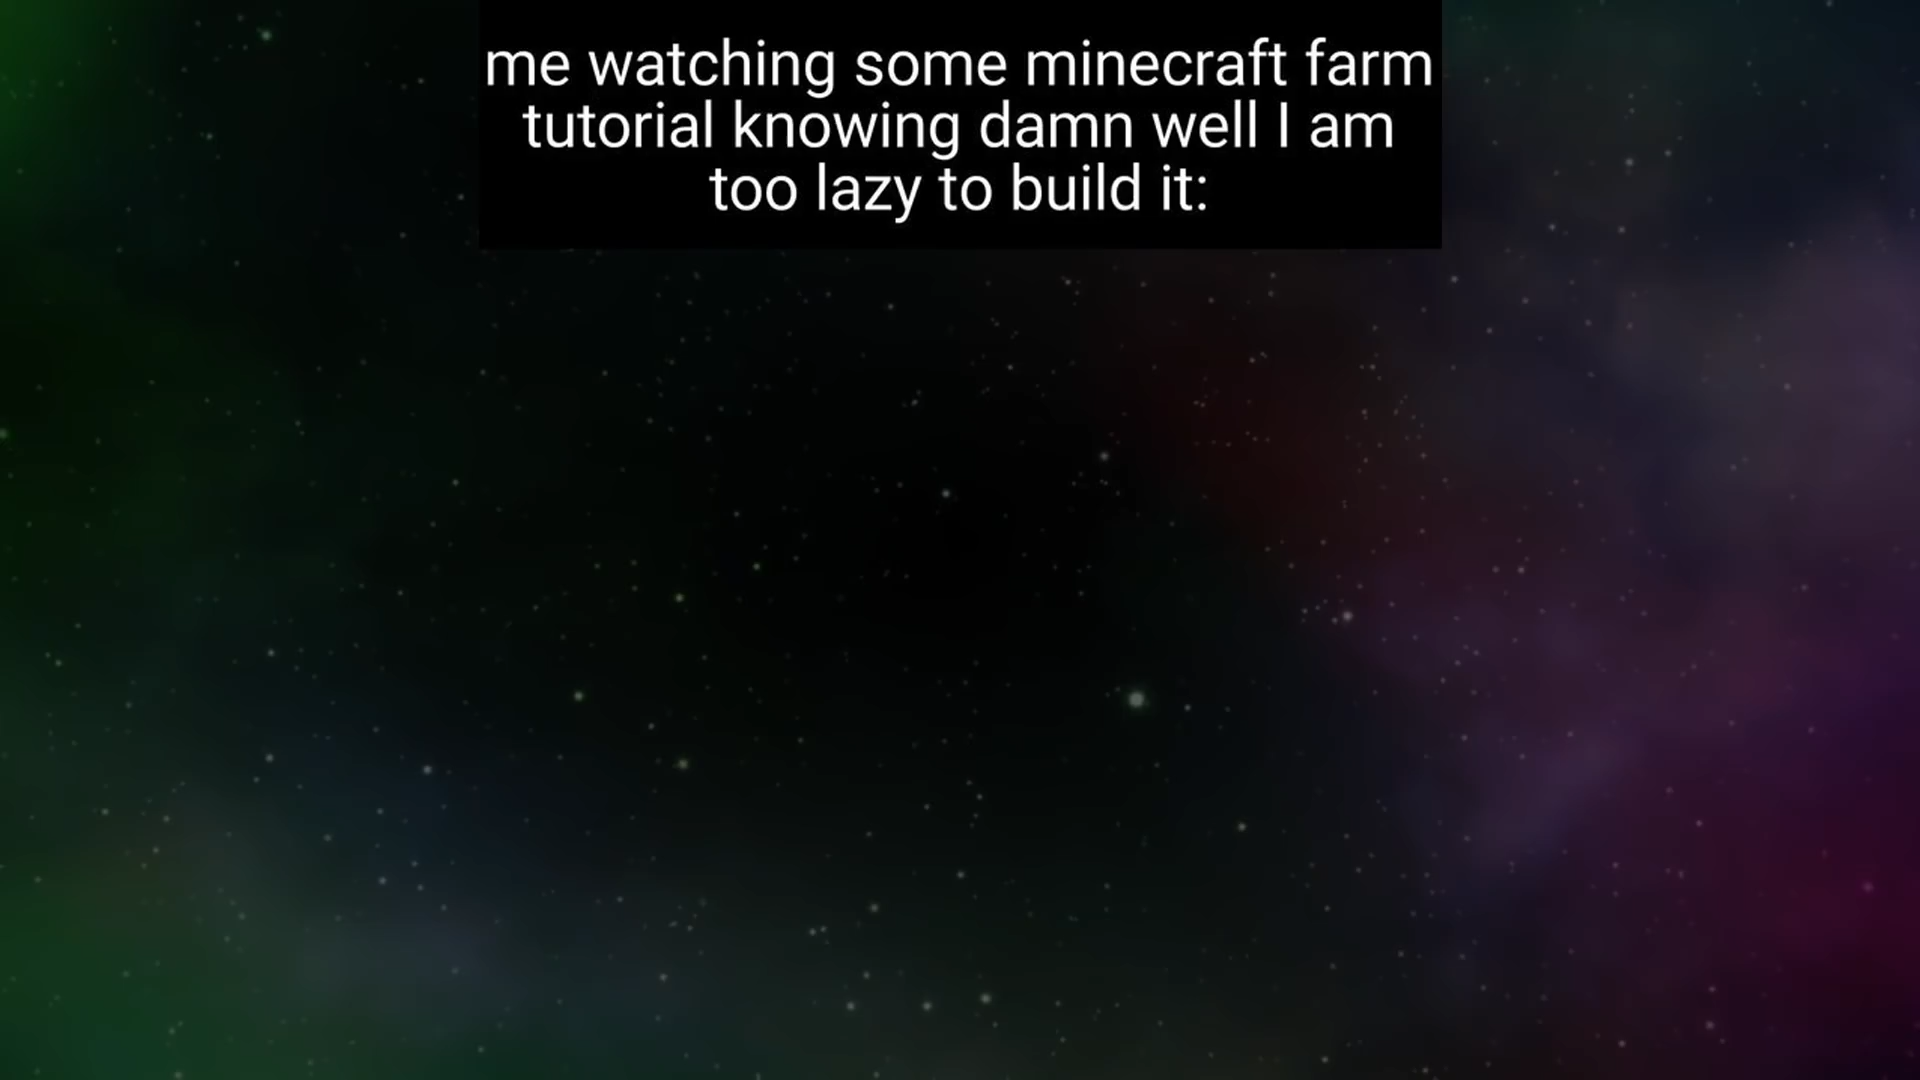 me watching some minecraft farm
tutorial knowing damn well I am
too lazy to build it: